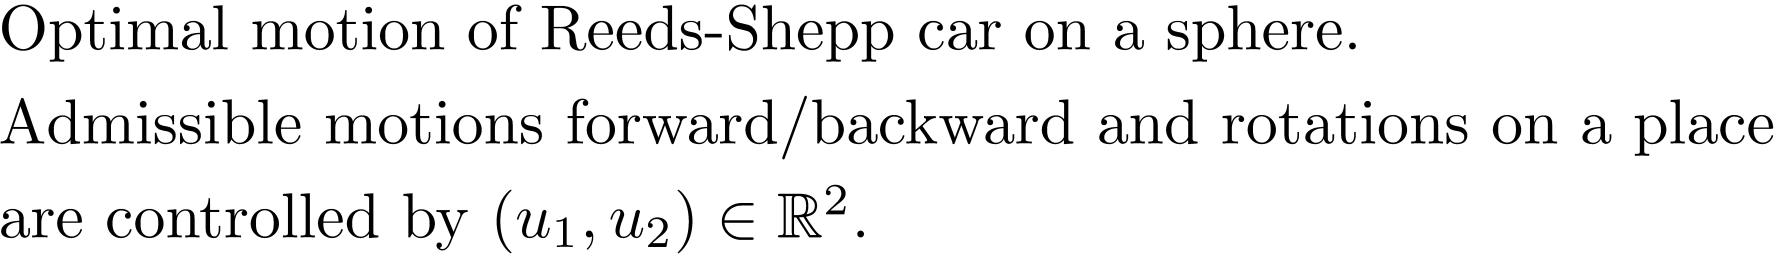 Optimal motion of Reeds-Shepp car on a sphere.
Admissible motions forward/backward and rotations on a place
are controlled by (u₁, u₂) ∈ ℝ².